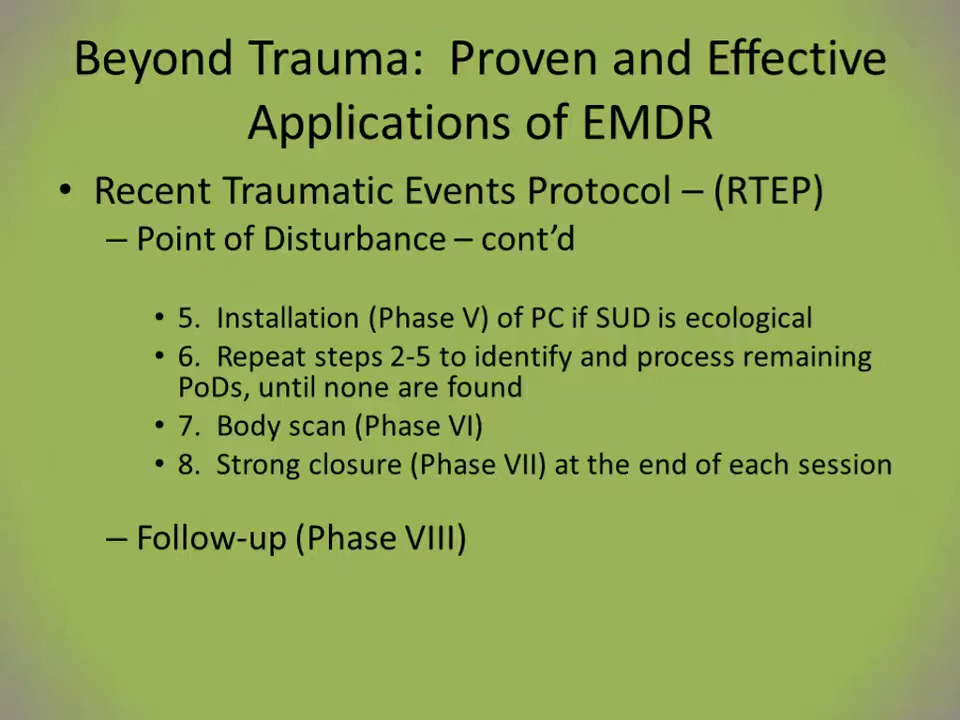 Beyond Trauma:  Proven and Effective
Applications of EMDR
• Recent Traumatic Events Protocol – (RTEP)
– Point of Disturbance – cont’d
• 5.  Installation (Phase V) of PC if SUD is ecological
• 6.  Repeat steps 2-5 to identify and process remaining
PoDs, until none are found
• 7.  Body scan (Phase VI)
• 8.  Strong closure (Phase VII) at the end of each session
– Follow-up (Phase VIII)